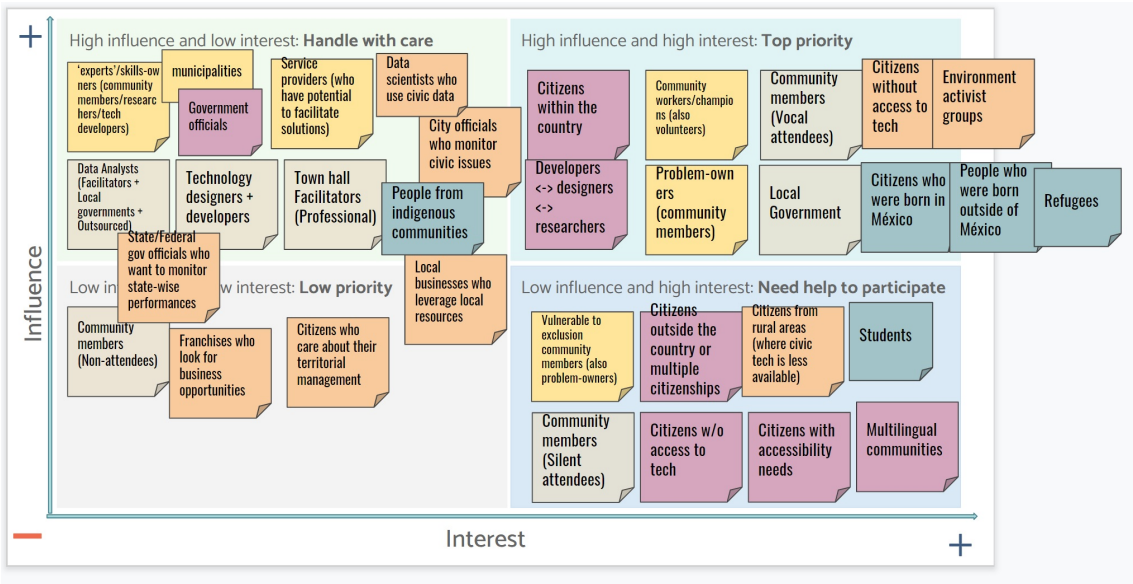 High influence and low interest: Handle with care
'experts'/skills-ow
ners (community
members/researc
hers/tech
developers)
municipalities
Government
officials
Service
providers (who
have potential
to facilitate
solutions)
Data
scientists who
use civic data
City officials
who monitor
civic issues
Data Analysts
(Facilitators +
Local
governments +
Outsourced)
Technology
designers +
developers
Town hall
Facilitators
(Professional)
People from
indigenous
communities
High influence and high interest: Top priority
Citizens
within the
country
Community
workers/champio
ns (also
volunteers)
Community
members
(Vocal
attendees)
Citizens
without
access to
tech
Environment
activist
groups
Developers
<-> designers
<->
researchers
Problem-own
ers
(community
members)
Local
Government
Citizens who
were born in
México
People who
were born
outside of
México
Refugees
State/Federal
gov officials who
want to monitor
state-wise
performances
Low in
w interest: Low priority
Local
businesses who
leverage local
resources
Community
members
(Non-attendees)
Franchises who
look for
business
opportunities
Citizens who
care about their
territorial
management
Low influence and high interest: Need help to participate
Vulnerable to
exclusion
community
members (also
problem-owners)
Citizens
outside the
country or
multiple
citizenships
Citizens from
rural areas
(where civic
tech is less
available)
Students
Community
members
(Silent
attendees)
Citizens w/o
access to
tech
Citizens with
accessibility
needs
Multilingual
communities
Influence
Interest